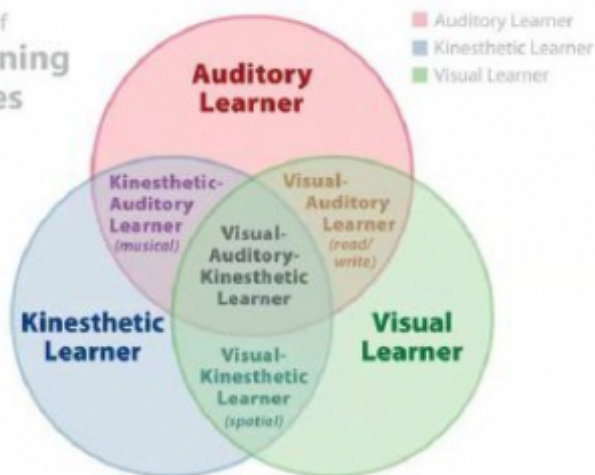 of
ning
es
Auditory Learner
Kinesthetic Learner
Visual Learner
Auditory
Learner
Kinesthetic-
Auditory
Learner
(musical)
Visual-
Auditory
Learner
(read/
write)
Visual-
Auditory-
Kinesthetic
Learner
Kinesthetic
Learner
Visual
Learner
Visual-
Kinesthetic
Learner
(spatial)